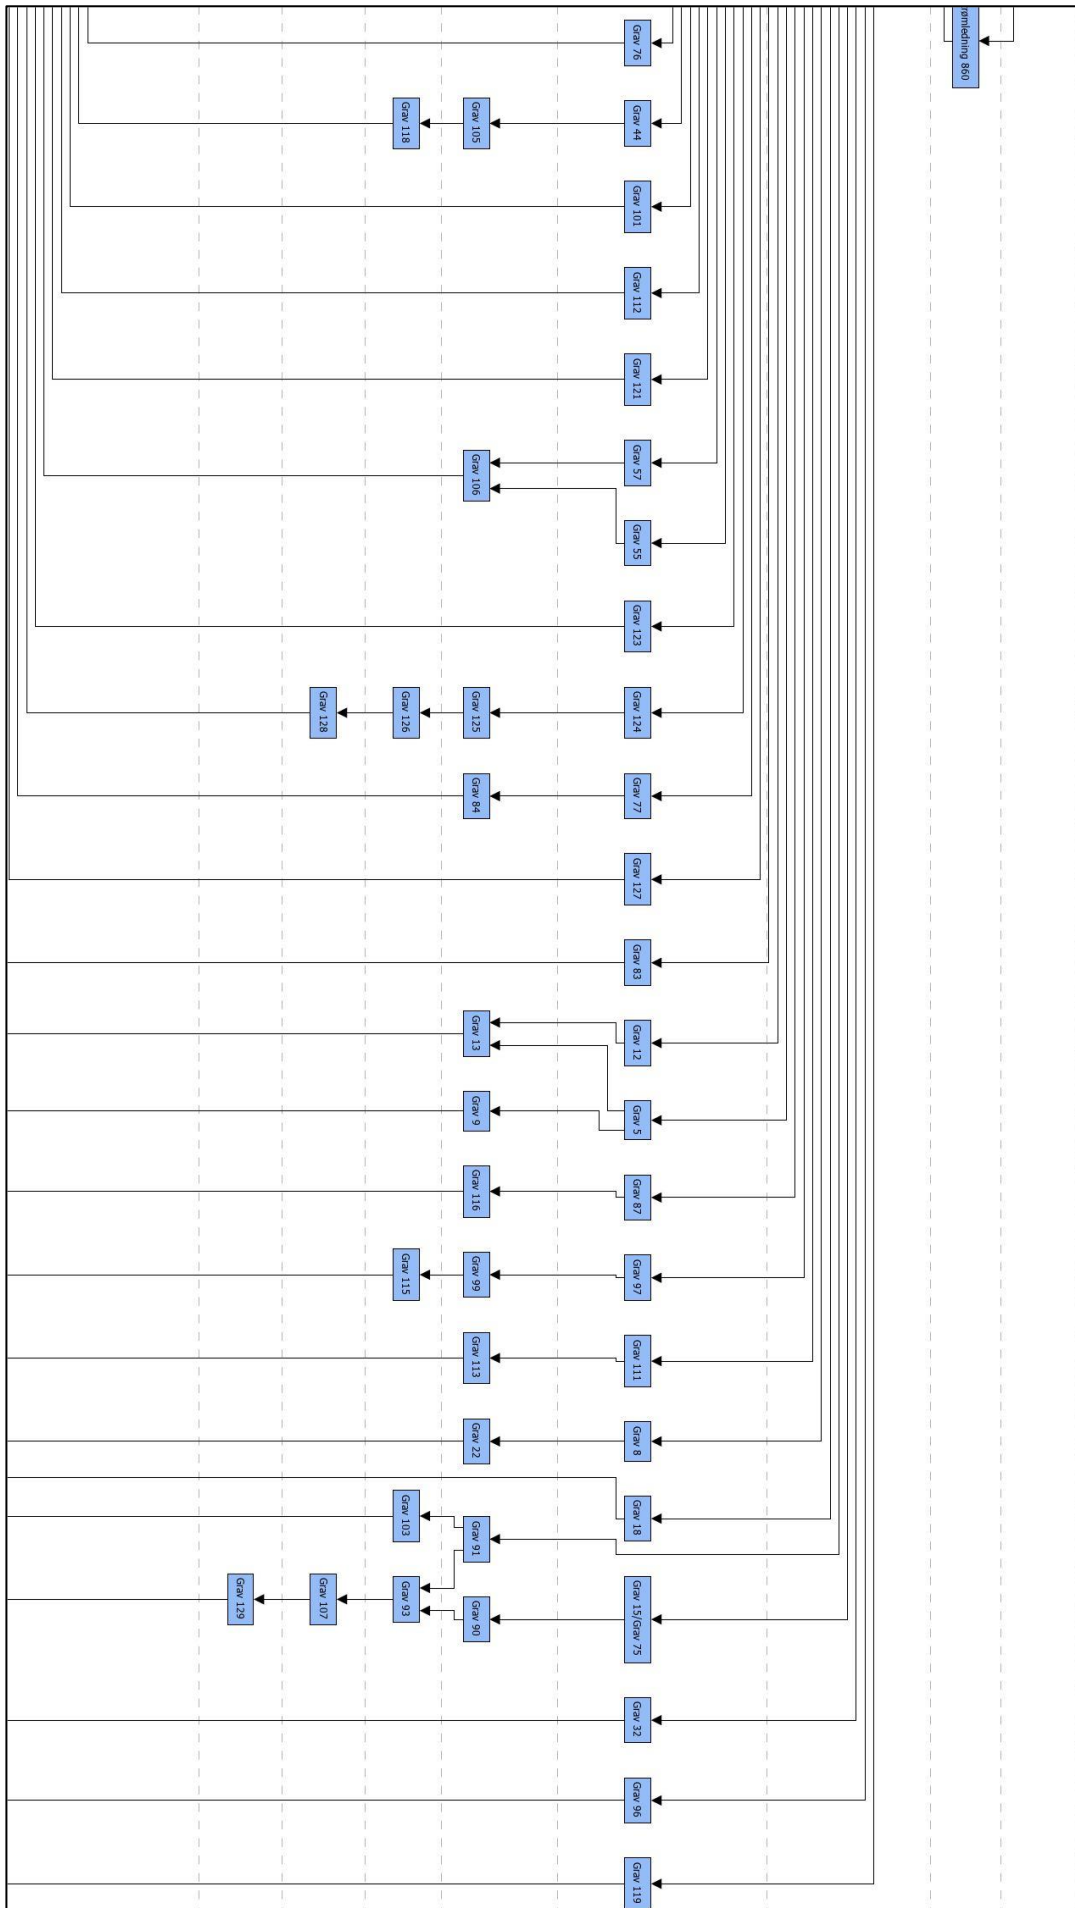 rømledning 860
Grav 76
Grav 44
Grav 105
Grav 118
Grav 101
Grav 112
Grav 121
Grav 57
Grav 106
Grav 55
Grav 123
Grav 124
Grav 125
Grav 126
Grav 128
Grav 77
Grav 84
Grav 127
Grav 83
Grav 12
Grav 13
Grav 5
Grav 9
Grav 87
Grav 116
Grav 97
Grav 99
Grav 115
Grav 111
Grav 113
Grav 8
Grav 22
Grav 18
Grav 91
Grav 103
Grav 15/Grav 75
Grav 90
Grav 93
Grav 107
Grav 129
Grav 32
Grav 96
Grav 119